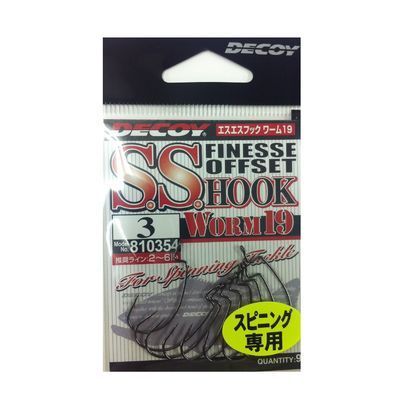 DECOY
DECOY
エスエスフック ワーム19
S.S. FINESSE
OFFSET
HOOK
WORM19
3
Model No. 810354
推奨ライン:2〜6lb
For Spinning Tackle
スピニング
専用
QUANTITY:9